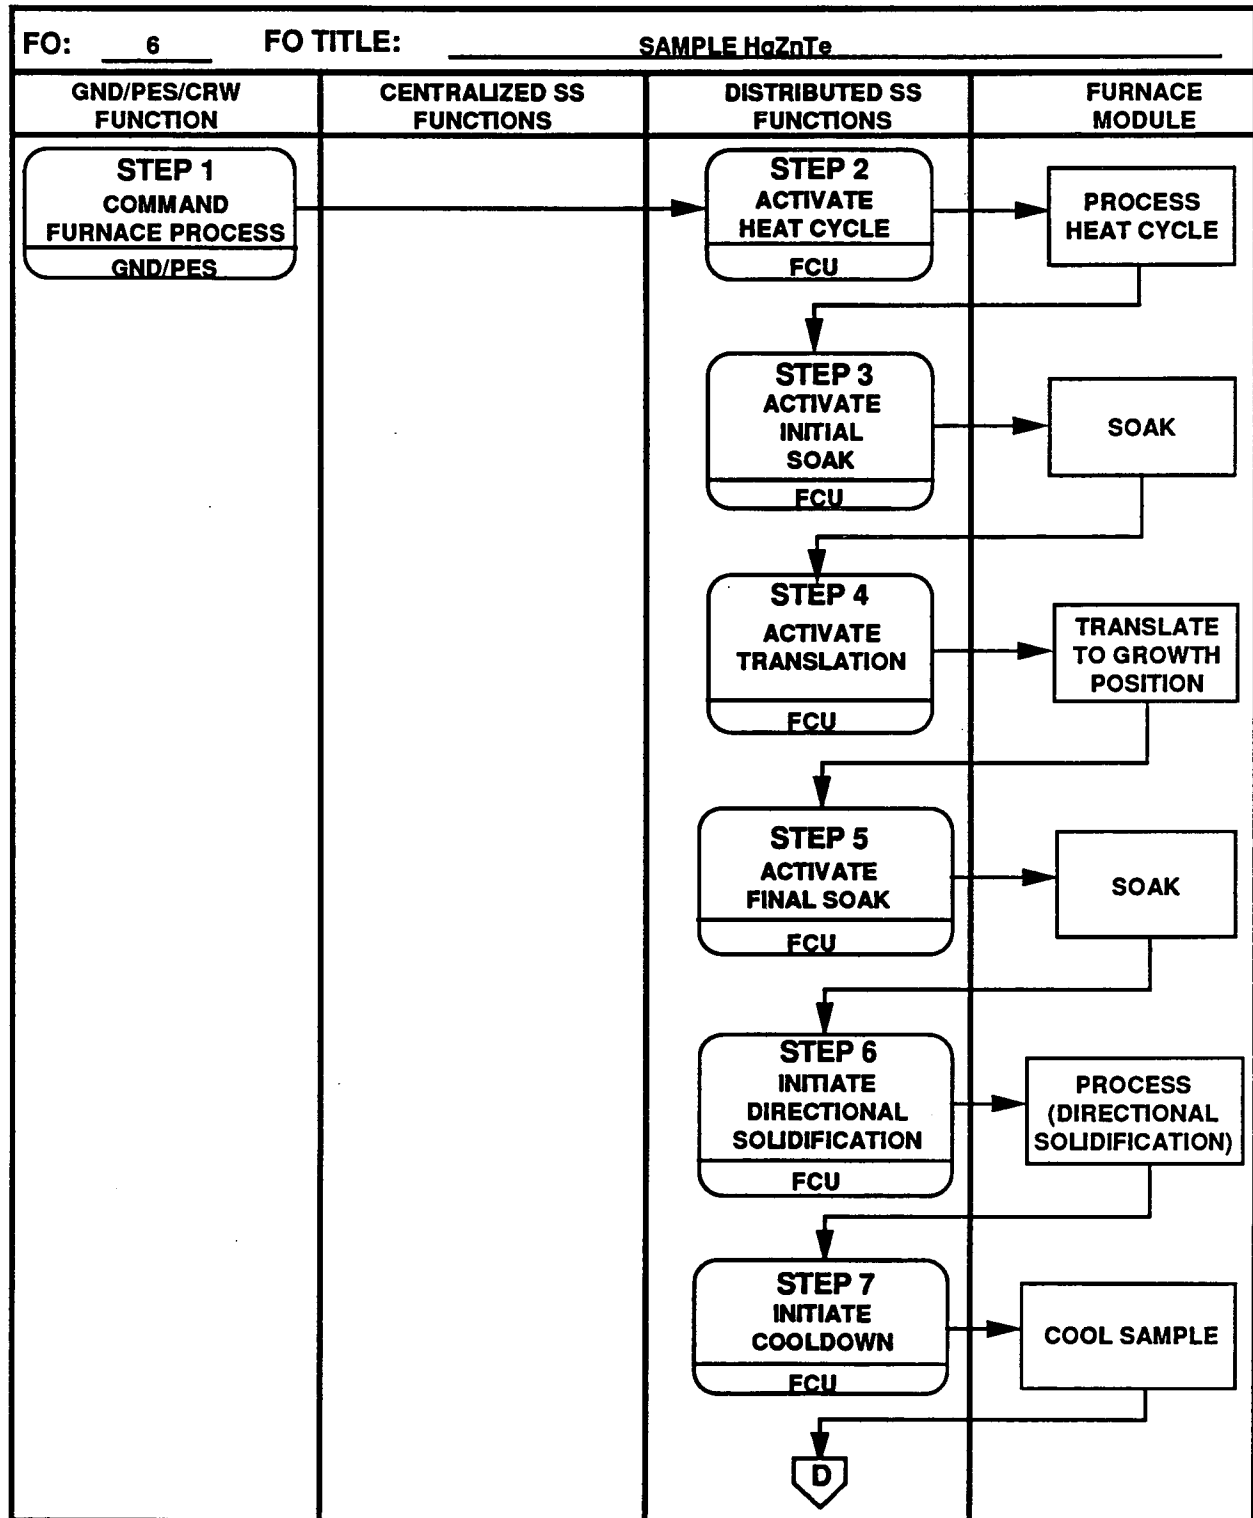 FO: 6 FO TITLE: SAMPLE HgZnTe
GND/PES/CRW
FUNCTION
CENTRALIZED SS
FUNCTIONS
DISTRIBUTED SS
FUNCTIONS
FURNACE
MODULE
STEP 1
COMMAND
FURNACE PROCESS
GND/PES
STEP 2
ACTIVATE
HEAT CYCLE
FCU
PROCESS
HEAT CYCLE
STEP 3
ACTIVATE
INITIAL
SOAK
FCU
SOAK
STEP 4
ACTIVATE
TRANSLATION
FCU
TRANSLATE
TO GROWTH
POSITION
STEP 5
ACTIVATE
FINAL SOAK
FCU
SOAK
STEP 6
INITIATE
DIRECTIONAL
SOLIDIFICATION
FCU
PROCESS
(DIRECTIONAL
SOLIDIFICATION)
STEP 7
INITIATE
COOLDOWN
FCU
COOL SAMPLE
D